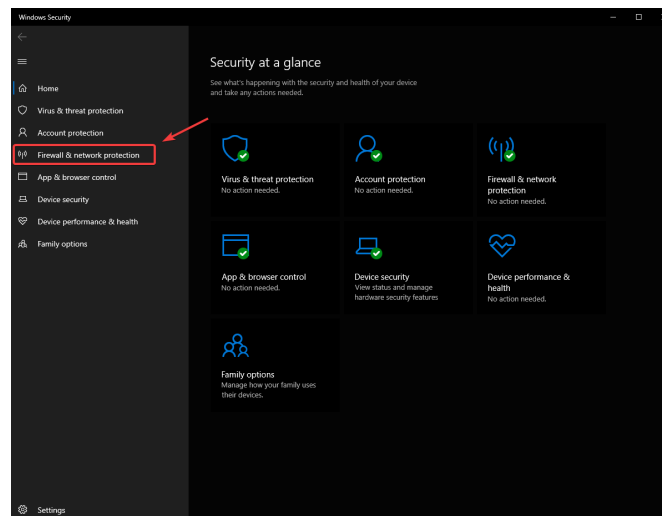 Windows Security
Home
Virus & threat protection
Account protection
Firewall & network protection
App & browser control
Device security
Device performance & health
Family options
Settings
Security at a glance
See what's happening with the security and health of your device
and take any actions needed.
Virus & threat protection
No action needed.
Account protection
No action needed.
Firewall & network
protection
No action needed.
App & browser control
No action needed.
Device security
View status and manage
hardware security features
Device performance &
health
No action needed.
Family options
Manage how your family uses
their devices.